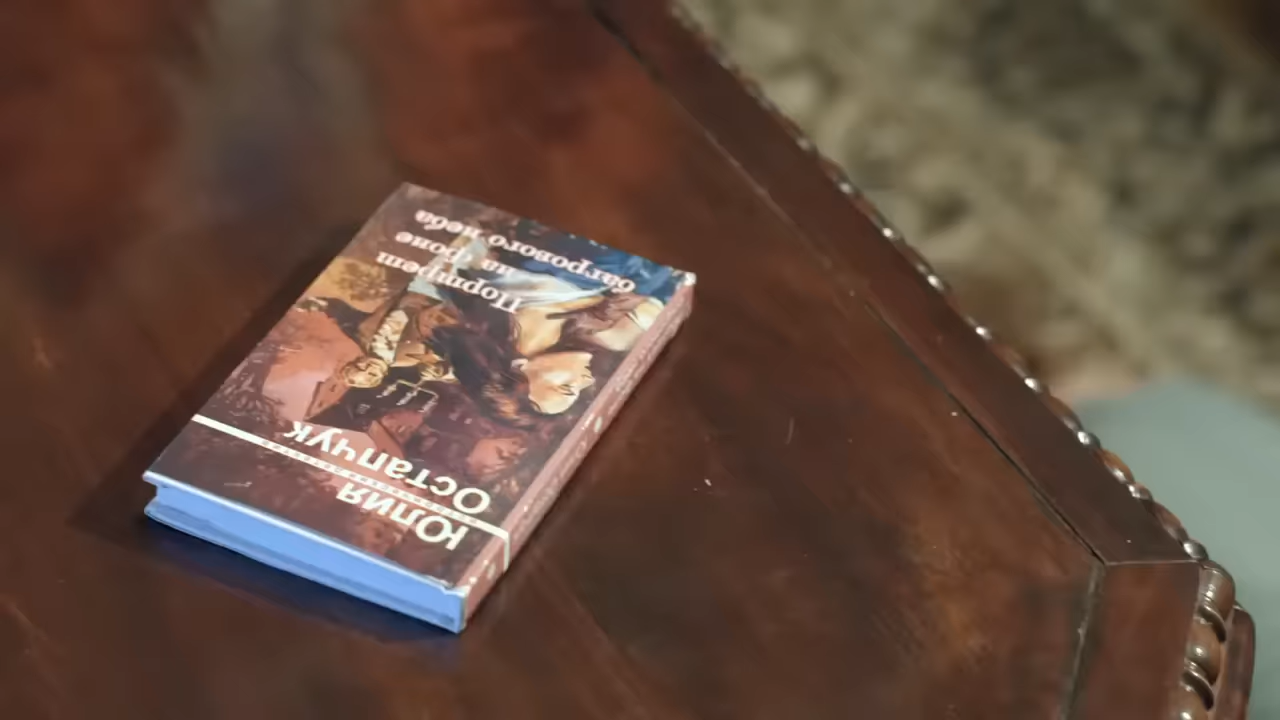 Юлия
Остапчук
Портрет
на фоне
багрового неба